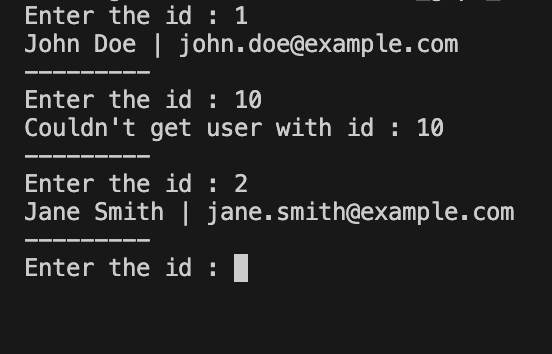 Enter the id : 1
John Doe | john.doe@example.com
---------
Enter the id : 10
Couldn't get user with id : 10
---------
Enter the id : 2
Jane Smith | jane.smith@example.com
---------
Enter the id :